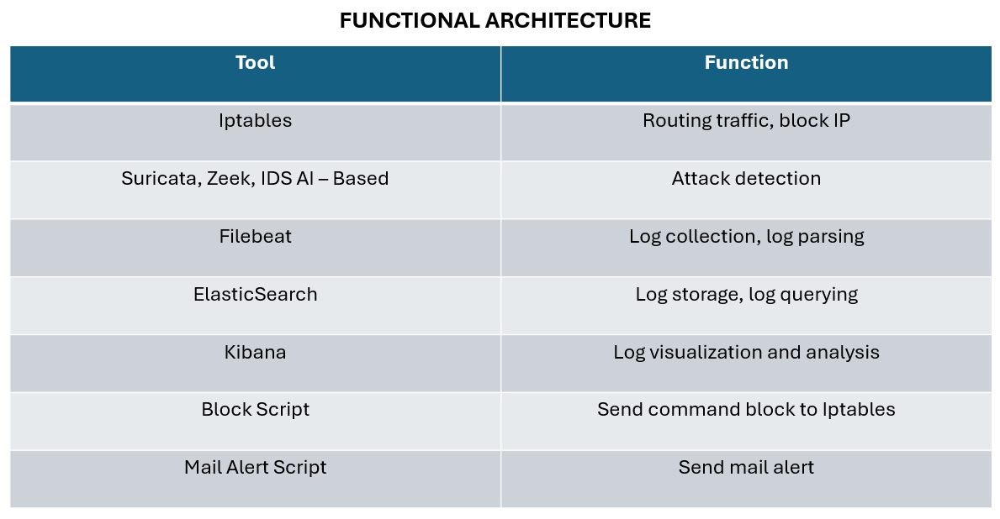 FUNCTIONAL ARCHITECTURE
Tool Function
Iptables Routing traffic, block IP
Suricata, Zeek, IDS AI – Based Attack detection
Filebeat Log collection, log parsing
ElasticSearch Log storage, log querying
Kibana Log visualization and analysis
Block Script Send command block to Iptables
Mail Alert Script Send mail alert